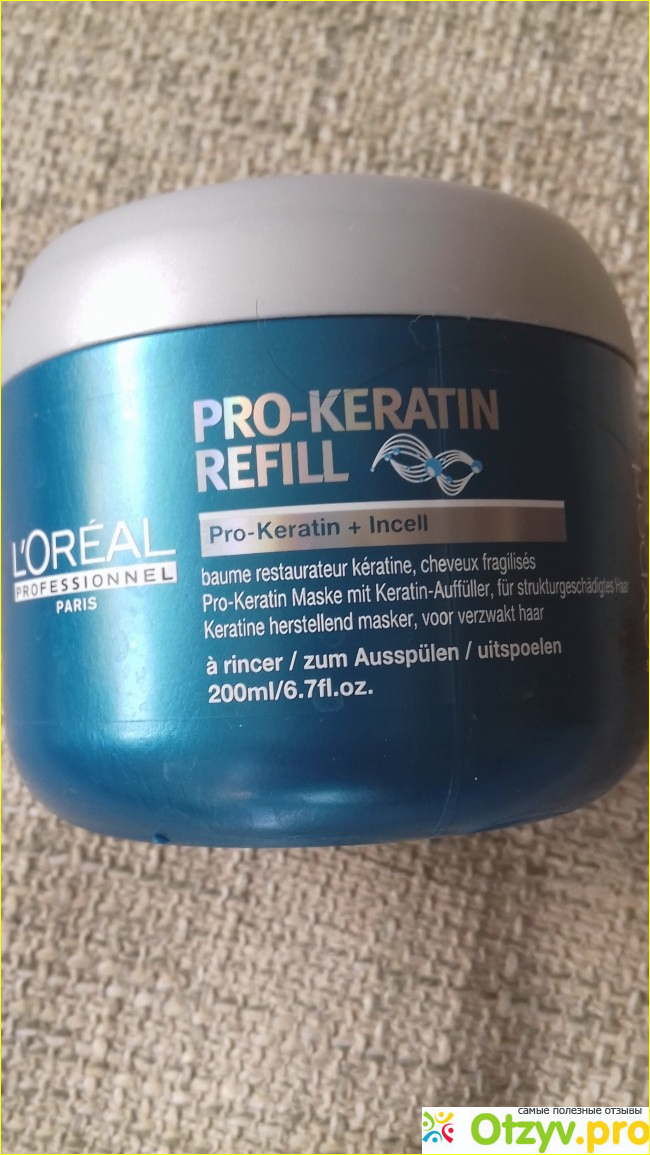 PRO-KERATIN
REFILL
Pro-Keratin + Incell
L'ORÉAL
PROFESSIONNEL
PARIS
baume restaurateur kératine, cheveux fragilisés
Pro-Keratin Maske mit Keratin-Auffüller, für strukturgeschädigtes Haar
Keratine herstellend masker, voor verzwakt haar
à rincer / zum Ausspülen / uitspoelen
200ml/6.7fl.oz.
самые полезные отзывы
Otzyv.pro